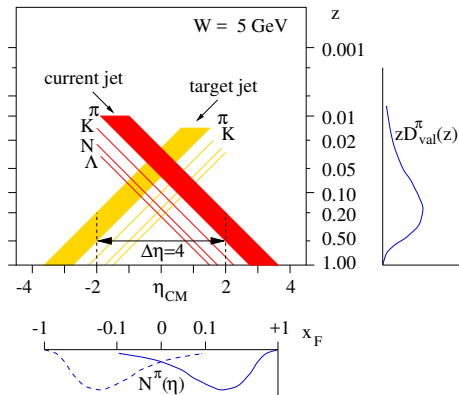 W = 5 GeV
z
0.001
current jet
target jet
π
K
N
Λ
π
K
0.01
0.02
0.05
0.10
0.20
0.50
1.00
Δη=4
-4
-2
η_CM
2
4
zD^π_val(z)
-1
-0.1
0
0.1
+1
x_F
N^π(η)